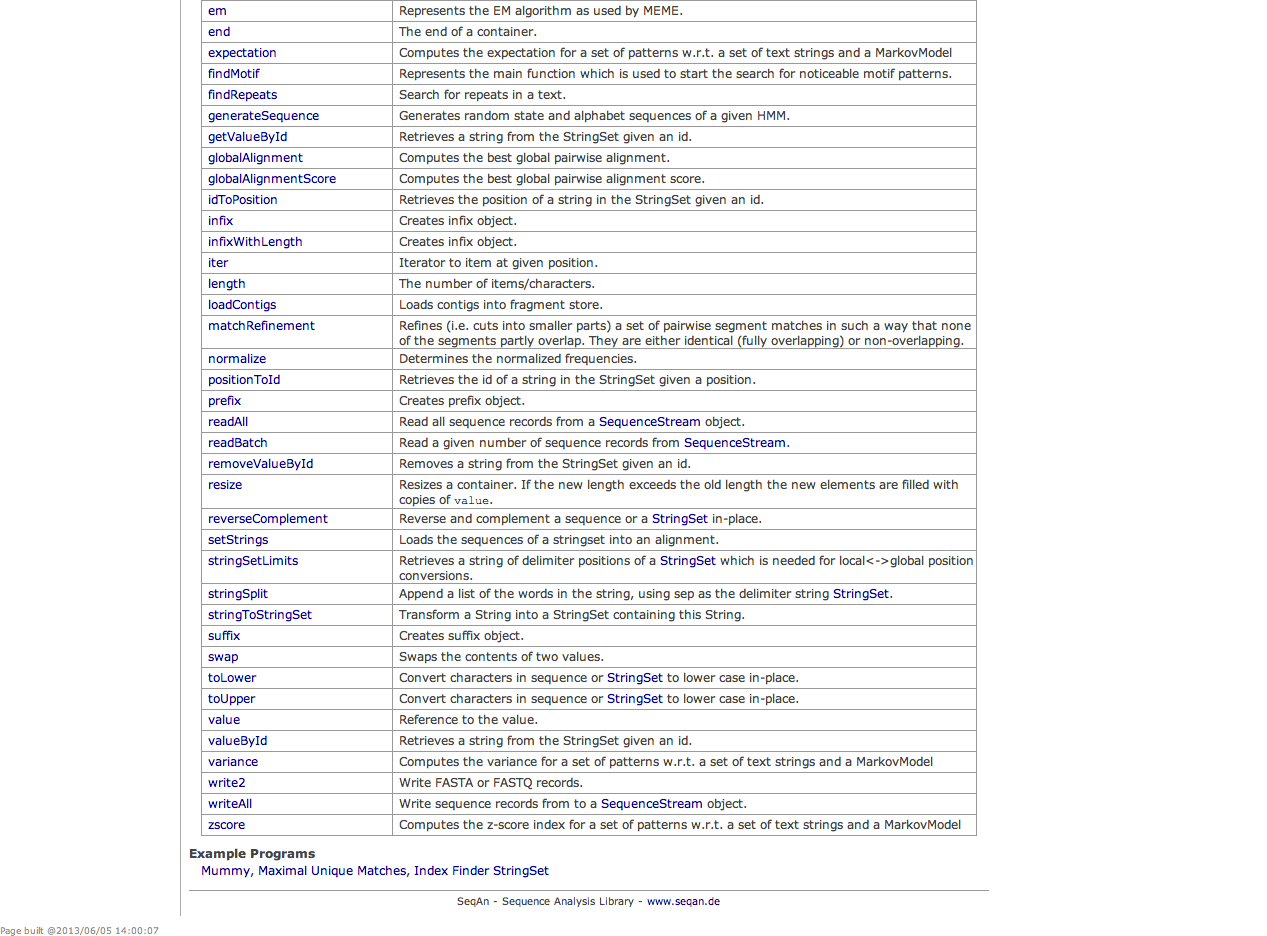 em Represents the EM algorithm as used by MEME.
end The end of a container.
expectation Computes the expectation for a set of patterns w.r.t. a set of text strings and a MarkovModel
findMotif Represents the main function which is used to start the search for noticeable motif patterns.
findRepeats Search for repeats in a text.
generateSequence Generates random state and alphabet sequences of a given HMM.
getValueById Retrieves a string from the StringSet given an id.
globalAlignment Computes the best global pairwise alignment.
globalAlignmentScore Computes the best global pairwise alignment score.
idToPosition Retrieves the position of a string in the StringSet given an id.
infix Creates infix object.
infixWithLength Creates infix object.
iter Iterator to item at given position.
length The number of items/characters.
loadContigs Loads contigs into fragment store.
matchRefinement Refines (i.e. cuts into smaller parts) a set of pairwise segment matches in such a way that none
of the segments partly overlap. They are either identical (fully overlapping) or non-overlapping.
normalize Determines the normalized frequencies.
positionToId Retrieves the id of a string in the StringSet given a position.
prefix Creates prefix object.
readAll Read all sequence records from a SequenceStream object.
readBatch Read a given number of sequence records from SequenceStream.
removeValueById Removes a string from the StringSet given an id.
resize Resizes a container. If the new length exceeds the old length the new elements are filled with
copies of value.
reverseComplement Reverse and complement a sequence or a StringSet in-place.
setStrings Loads the sequences of a stringset into an alignment.
stringSetLimits Retrieves a string of delimiter positions of a StringSet which is needed for local<->global position
conversions.
stringSplit Append a list of the words in the string, using sep as the delimiter string StringSet.
stringToStringSet Transform a String into a StringSet containing this String.
suffix Creates suffix object.
swap Swaps the contents of two values.
toLower Convert characters in sequence or StringSet to lower case in-place.
toUpper Convert characters in sequence or StringSet to lower case in-place.
value Reference to the value.
valueById Retrieves a string from the StringSet given an id.
variance Computes the variance for a set of patterns w.r.t. a set of text strings and a MarkovModel
write2 Write FASTA or FASTQ records.
writeAll Write sequence records from to a SequenceStream object.
zscore Computes the z-score index for a set of patterns w.r.t. a set of text strings and a MarkovModel
Example Programs
Mummy, Maximal Unique Matches, Index Finder StringSet
SeqAn - Sequence Analysis Library - www.seqan.de
Page built @2013/06/05 14:00:07